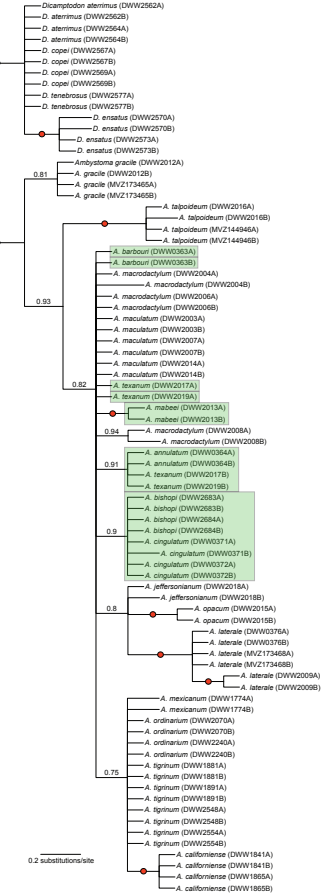 Dicamptodon aterrimus (DWW2562A)
D. aterrimus (DWW2562B)
D. aterrimus (DWW2564A)
D. aterrimus (DWW2564B)
D. copei (DWW2567A)
D. copei (DWW2567B)
D. copei (DWW2569A)
D. copei (DWW2569B)
D. tenebrosus (DWW2577A)
D. tenebrosus (DWW2577B)
D. ensatus (DWW2570A)
D. ensatus (DWW2570B)
D. ensatus (DWW2573A)
D. ensatus (DWW2573B)
Ambystoma gracile (DWW2012A)
0.81
A. gracile (DWW2012B)
A. gracile (MVZ173465A)
A. gracile (MVZ173465B)
A. talpoideum (DWW2016A)
A. talpoideum (DWW2016B)
A. talpoideum (MVZ144946A)
A. talpoideum (MVZ144946B)
A. barbouri (DWW0363A)
A. barbouri (DWW0363B)
A. macrodactylum (DWW2004A)
A. macrodactylum (DWW2004B)
A. macrodactylum (DWW2006A)
0.93
A. macrodactylum (DWW2006B)
A. maculatum (DWW2003A)
A. maculatum (DWW2003B)
A. maculatum (DWW2007A)
A. maculatum (DWW2007B)
A. maculatum (DWW2014A)
A. maculatum (DWW2014B)
0.82
A. texanum (DWW2017A)
A. texanum (DWW2019A)
A. mabeei (DWW2013A)
A. mabeei (DWW2013B)
0.94
A. macrodactylum (DWW2008A)
A. macrodactylum (DWW2008B)
A. annulatum (DWW0364A)
0.91
A. annulatum (DWW0364B)
A. texanum (DWW2017B)
A. texanum (DWW2019B)
A. bishopi (DWW2683A)
A. bishopi (DWW2683B)
A. bishopi (DWW2684A)
0.9
A. bishopi (DWW2684B)
A. cingulatum (DWW0371A)
A. cingulatum (DWW0371B)
A. cingulatum (DWW0372A)
A. cingulatum (DWW0372B)
A. jeffersonianum (DWW2018A)
A. jeffersonianum (DWW2018B)
0.8
A. opacum (DWW2015A)
A. opacum (DWW2015B)
A. laterale (DWW0376A)
A. laterale (DWW0376B)
A. laterale (MVZ173468A)
A. laterale (MVZ173468B)
A. laterale (DWW2009A)
A. laterale (DWW2009B)
A. mexicanum (DWW1774A)
A. mexicanum (DWW1774B)
A. ordinarium (DWW2070A)
A. ordinarium (DWW2070B)
A. ordinarium (DWW2240A)
A. ordinarium (DWW2240B)
A. tigrinum (DWW1881A)
0.75
A. tigrinum (DWW1881B)
A. tigrinum (DWW1891A)
A. tigrinum (DWW1891B)
A. tigrinum (DWW2548A)
A. tigrinum (DWW2548B)
A. tigrinum (DWW2554A)
A. tigrinum (DWW2554B)
A. californiense (DWW1841A)
0.2 substitutions/site
A. californiense (DWW1841B)
A. californiense (DWW1865A)
A. californiense (DWW1865B)